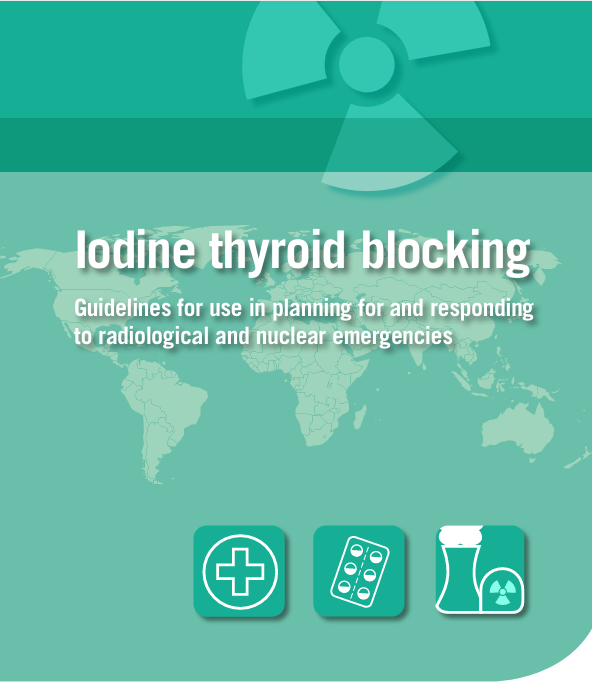 Iodine thyroid blocking
Guidelines for use in planning for and responding
to radiological and nuclear emergencies